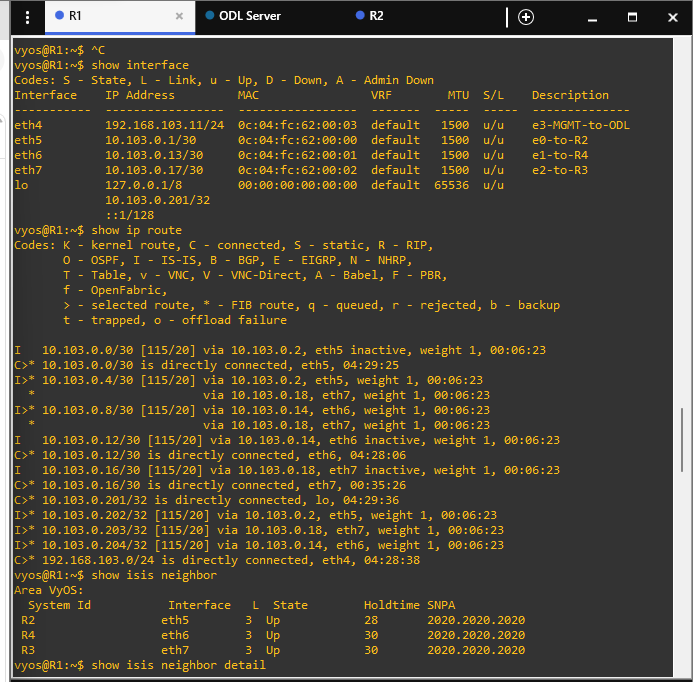 R1
ODL Server
R2
vyos@R1:~$ ^C
vyos@R1:~$ show interface
Codes: S - State, L - Link, u - Up, D - Down, A - Admin Down
Interface    IP Address         MAC                VRF      MTU    S/L    Description
-----------  -----------------  -----------------  -------  -----  -----  --------------
eth4         192.168.103.11/24  0c:04:fc:62:00:03  default   1500  u/u    e3-MGMT-to-ODL
eth5         10.103.0.1/30      0c:04:fc:62:00:00  default   1500  u/u    e0-to-R2
eth6         10.103.0.13/30     0c:04:fc:62:00:01  default   1500  u/u    e1-to-R4
eth7         10.103.0.17/30     0c:04:fc:62:00:02  default   1500  u/u    e2-to-R3
lo           127.0.0.1/8        00:00:00:00:00:00  default  65536  u/u
             10.103.0.201/32
             ::1/128
vyos@R1:~$ show ip route
Codes: K - kernel route, C - connected, S - static, R - RIP,
       O - OSPF, I - IS-IS, B - BGP, E - EIGRP, N - NHRP,
       T - Table, v - VNC, V - VNC-Direct, A - Babel, F - PBR,
       f - OpenFabric,
       > - selected route, * - FIB route, q - queued, r - rejected, b - backup
       t - trapped, o - offload failure
I   10.103.0.0/30 [115/20] via 10.103.0.2, eth5 inactive, weight 1, 00:06:23
C>* 10.103.0.0/30 is directly connected, eth5, 04:29:25
I>* 10.103.0.4/30 [115/20] via 10.103.0.2, eth5, weight 1, 00:06:23
  *                        via 10.103.0.18, eth7, weight 1, 00:06:23
I>* 10.103.0.8/30 [115/20] via 10.103.0.14, eth6, weight 1, 00:06:23
  *                        via 10.103.0.18, eth7, weight 1, 00:06:23
I   10.103.0.12/30 [115/20] via 10.103.0.14, eth6 inactive, weight 1, 00:06:23
C>* 10.103.0.12/30 is directly connected, eth6, 04:28:06
I   10.103.0.16/30 [115/20] via 10.103.0.18, eth7 inactive, weight 1, 00:06:23
C>* 10.103.0.16/30 is directly connected, eth7, 00:35:26
C>* 10.103.0.201/32 is directly connected, lo, 04:29:36
I>* 10.103.0.202/32 [115/20] via 10.103.0.2, eth5, weight 1, 00:06:23
I>* 10.103.0.203/32 [115/20] via 10.103.0.18, eth7, weight 1, 00:06:23
I>* 10.103.0.204/32 [115/20] via 10.103.0.14, eth6, weight 1, 00:06:23
C>* 192.168.103.0/24 is directly connected, eth4, 04:28:38
vyos@R1:~$ show isis neighbor
Area VyOS:
  System Id           Interface   L  State        Holdtime SNPA
 R2                  eth5        3  Up           28       2020.2020.2020
 R4                  eth6        3  Up           30       2020.2020.2020
 R3                  eth7        3  Up           30       2020.2020.2020
vyos@R1:~$ show isis neighbor detail